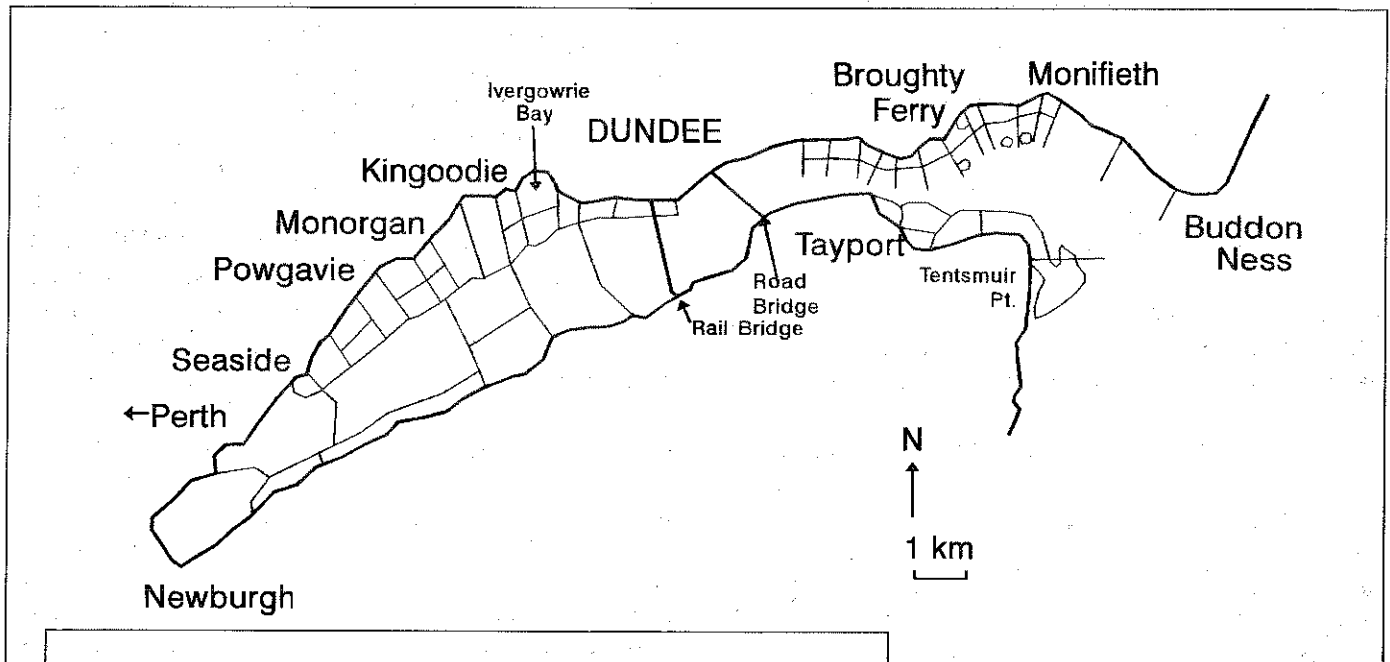 Broughty
Ferry
Monifieth
Ivergowrie
Bay
DUNDEE
Kingoodie
Monorgan
Powgavie
Buddon
Ness
Tayport
Tentsmuir
Pt.
Road
Bridge
Rail Bridge
Seaside
←Perth
N
1 km
Newburgh